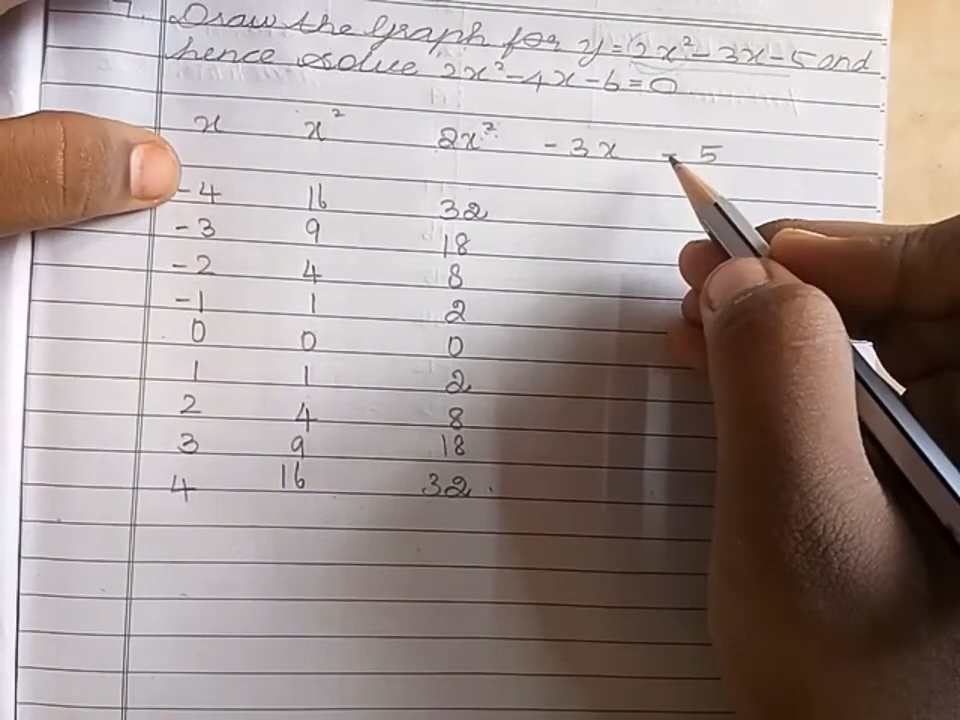 7. Draw the graph for y=2x²-3x-5 and
hence solve 2x²-4x-6=0
x x² 2x² -3x - 5
-4 16 32
-3 9 18
-2 4 8
-1 1 2
0 0 0
1 1 2
2 4 8
3 9 18
4 16 32.